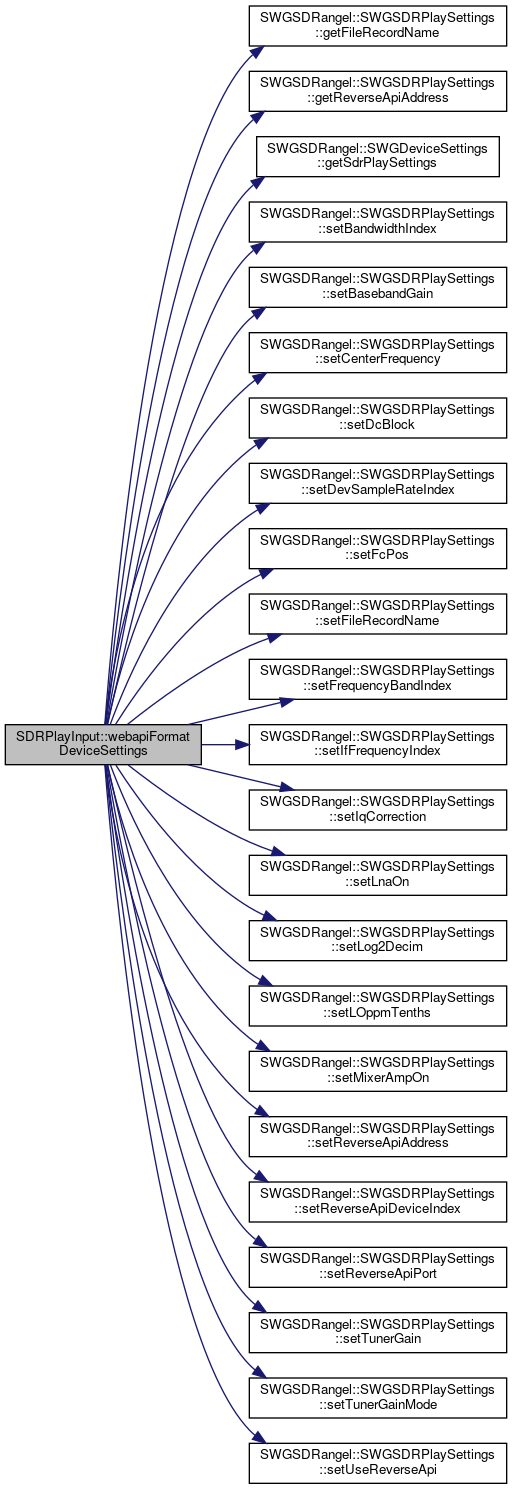 SWGSDRangel::SWGSDRPlaySettings
::getFileRecordName
SWGSDRangel::SWGSDRPlaySettings
::getReverseApiAddress
SWGSDRangel::SWGDeviceSettings
::getSdrPlaySettings
SWGSDRangel::SWGSDRPlaySettings
::setBandwidthIndex
SWGSDRangel::SWGSDRPlaySettings
::setBasebandGain
SWGSDRangel::SWGSDRPlaySettings
::setCenterFrequency
SWGSDRangel::SWGSDRPlaySettings
::setDcBlock
SWGSDRangel::SWGSDRPlaySettings
::setDevSampleRateIndex
SWGSDRangel::SWGSDRPlaySettings
::setFcPos
SWGSDRangel::SWGSDRPlaySettings
::setFileRecordName
SWGSDRangel::SWGSDRPlaySettings
::setFrequencyBandIndex
SDRPlayInput::webapiFormat
DeviceSettings
SWGSDRangel::SWGSDRPlaySettings
::setIfFrequencyIndex
SWGSDRangel::SWGSDRPlaySettings
::setIqCorrection
SWGSDRangel::SWGSDRPlaySettings
::setLnaOn
SWGSDRangel::SWGSDRPlaySettings
::setLog2Decim
SWGSDRangel::SWGSDRPlaySettings
::setLOppmTenths
SWGSDRangel::SWGSDRPlaySettings
::setMixerAmpOn
SWGSDRangel::SWGSDRPlaySettings
::setReverseApiAddress
SWGSDRangel::SWGSDRPlaySettings
::setReverseApiDeviceIndex
SWGSDRangel::SWGSDRPlaySettings
::setReverseApiPort
SWGSDRangel::SWGSDRPlaySettings
::setTunerGain
SWGSDRangel::SWGSDRPlaySettings
::setTunerGainMode
SWGSDRangel::SWGSDRPlaySettings
::setUseReverseApi